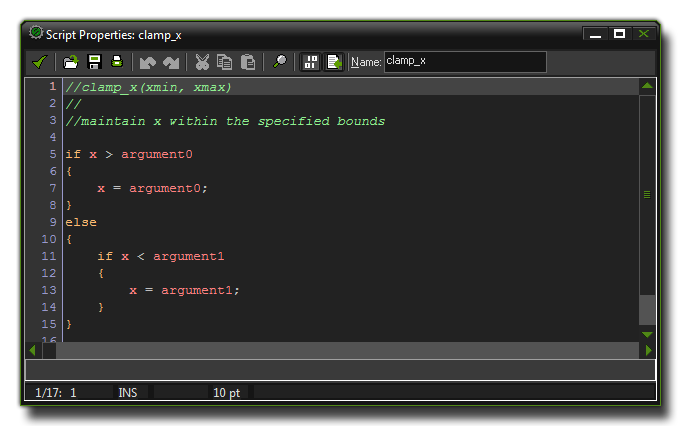 Script Properties: clamp_x
Name: clamp_x
1 //clamp_x(xmin, xmax)
2 //
3 //maintain x within the specified bounds
4
5 if x > argument0
6 {
7 x = argument0;
8 }
9 else
10 {
11 if x < argument1
12 {
13 x = argument1;
14 }
15 }
16
1/17: 1 INS 10 pt